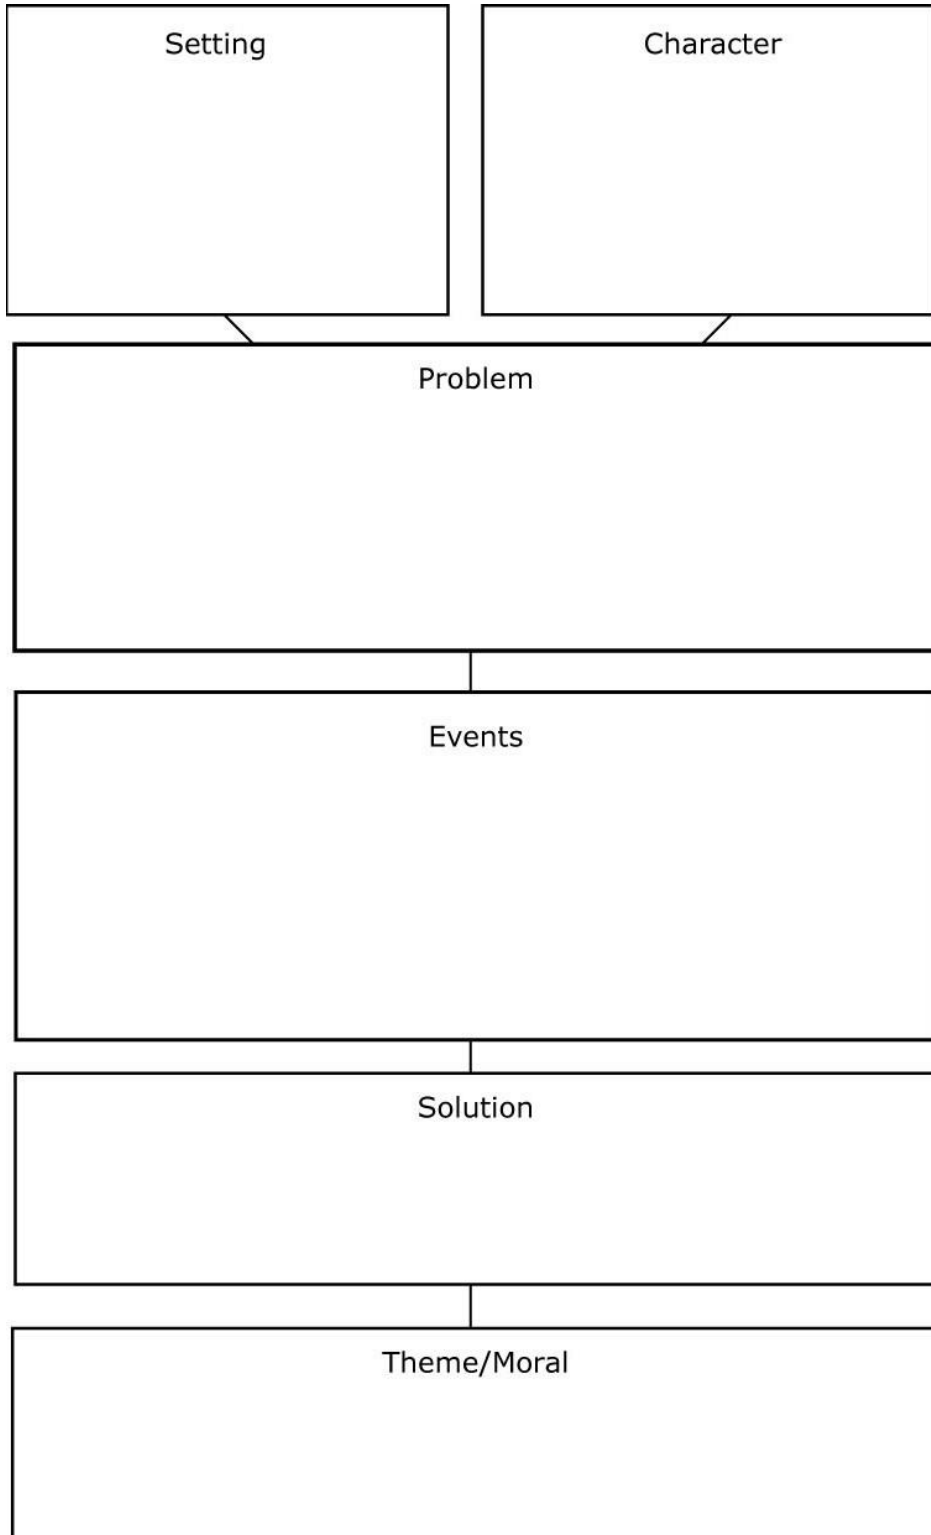 Setting
Character
Problem
Events
Solution
Theme/Moral